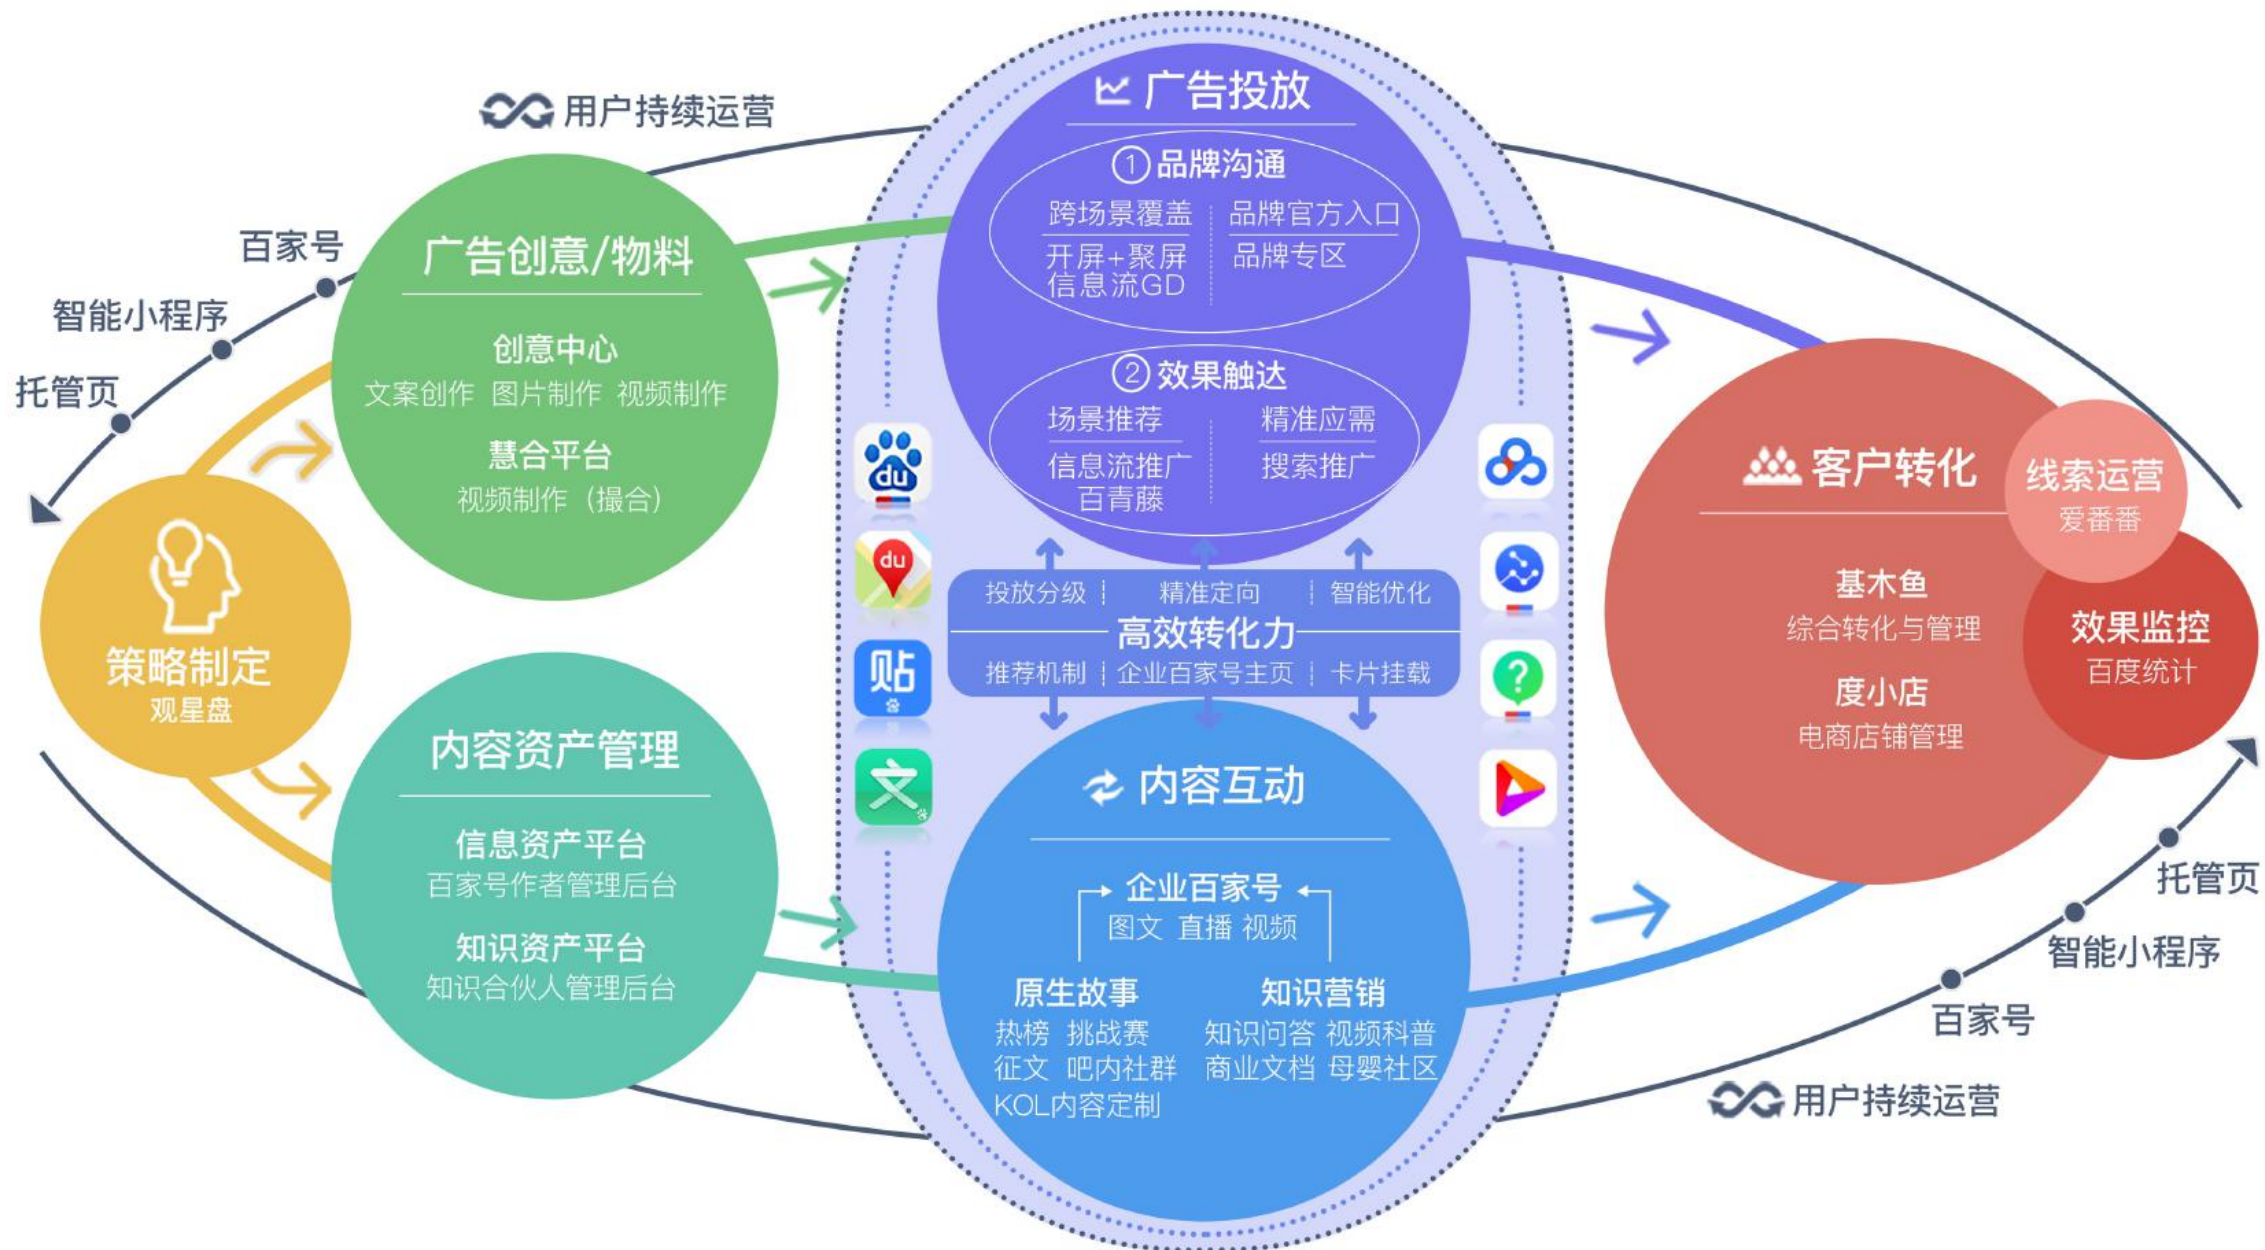 用户持续运营
百家号
智能小程序
托管页
策略制定
观星盘
广告创意/物料
创意中心
文案创作 图片制作 视频制作
慧合平台
视频制作（撮合）
内容资产管理
信息资产平台
百家号作者管理后台
知识资产平台
知识合伙人管理后台
广告投放
①品牌沟通
跨场景覆盖
开屏+聚屏
信息流GD
品牌官方入口
品牌专区
②效果触达
场景推荐
信息流推广
百青藤
精准应需
搜索推广
投放分级 精准定向 智能优化
高效转化力
推荐机制 企业百家号主页 卡片挂载
du
du
贴
文
?
内容互动
企业百家号
图文 直播 视频
原生故事
热榜 挑战赛
征文 吧内社群
KOL内容定制
知识营销
知识问答 视频科普
商业文档 母婴社区
客户转化
基木鱼
综合转化与管理
度小店
电商店铺管理
线索运营
爱番番
效果监控
百度统计
托管页
智能小程序
百家号
用户持续运营